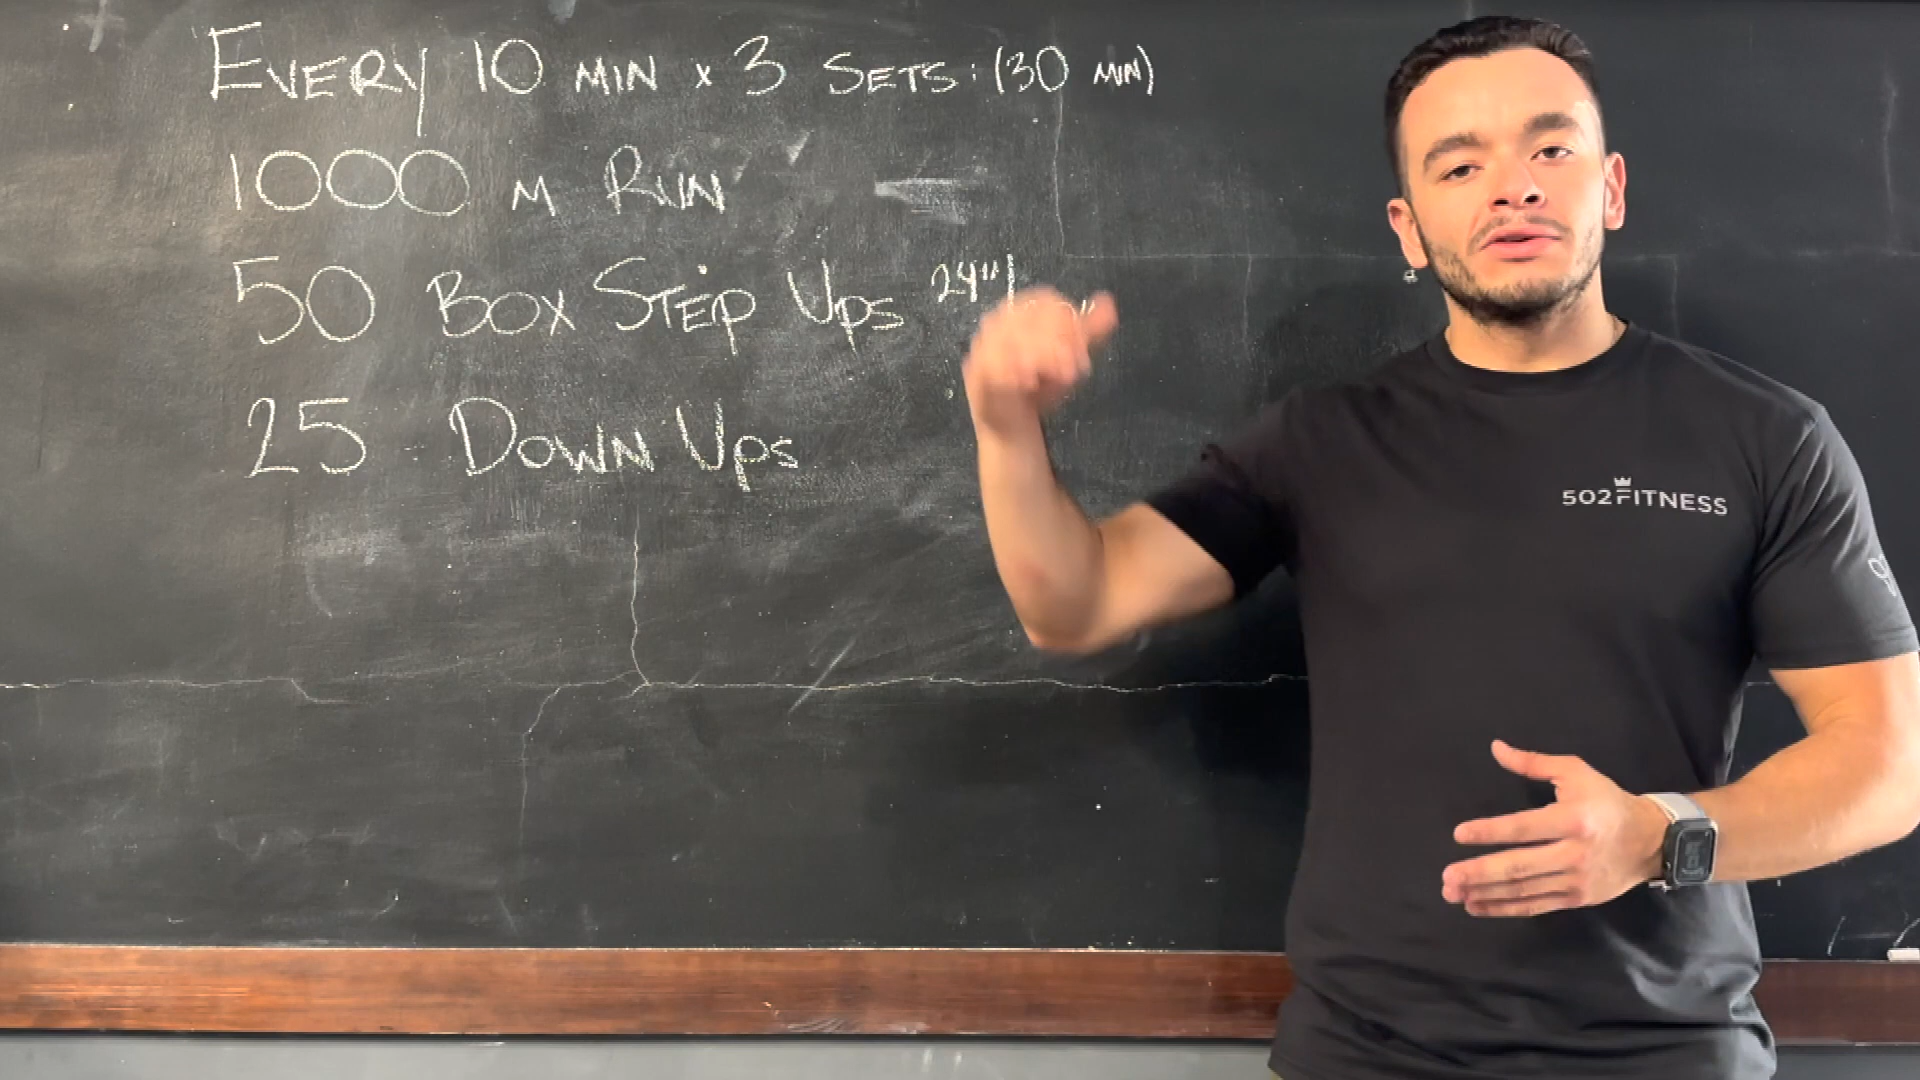 EVERY 10 MIN x 3 SETS: (30 MIN)
1000 M RUN
50 BOX STEP UPS 24"/
25 DOWN UPS
502FITNESS